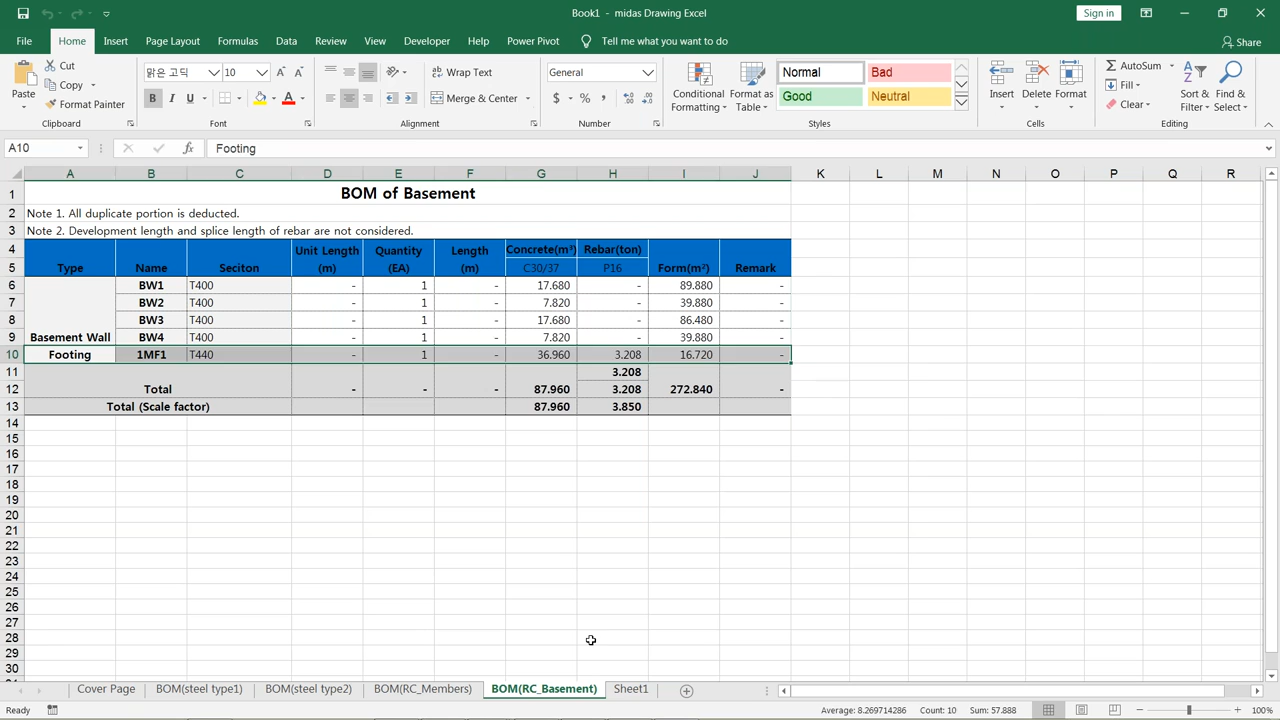 Book1 - midas Drawing Excel
Sign in
File Home Insert Page Layout Formulas Data Review View Developer Help Power Pivot Tell me what you want to do Share
Paste
Cut
Copy
Format Painter
맑은 고딕 10
B I U
Wrap Text
Merge & Center
General
$ % ,
Conditional Formatting
Format as Table
Normal Bad
Good Neutral
Insert Delete Format
AutoSum
Fill
Clear
Sort & Filter
Find & Select
Clipboard Font Alignment Number Styles Cells Editing
A10 fx Footing
A B C D E F G H I J K L M N O P Q R
1 BOM of Basement
2 Note 1. All duplicate portion is deducted.
3 Note 2. Development length and splice length of rebar are not considered.
4 Unit Length Quantity Length Concrete(m³) Rebar(ton)
5 Type Name Seciton (m) (EA) (m) C30/37 P16 Form(m²) Remark
6 BW1 T400 - 1 - 17.680 - 89.880 -
7 BW2 T400 - 1 - 7.820 - 39.880 -
8 BW3 T400 - 1 - 17.680 - 86.480 -
9 Basement Wall BW4 T400 - 1 - 7.820 - 39.880 -
10 Footing 1MF1 T440 - 1 - 36.960 3.208 16.720 -
11 3.208
12 Total - - - 87.960 3.208 272.840 -
13 Total (Scale factor) 87.960 3.850
14
15
16
17
18
19
20
21
22
23
24
25
26
27
28
29
30
Cover Page BOM(steel type1) BOM(steel type2) BOM(RC_Members) BOM(RC_Basement) Sheet1
Ready Average: 8.269714286 Count: 10 Sum: 57.888 100%